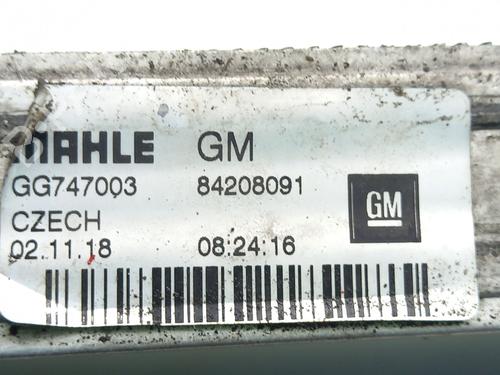 MAHLE GM
GG747003 84208091
CZECH GM
02.11.18 08.24.16